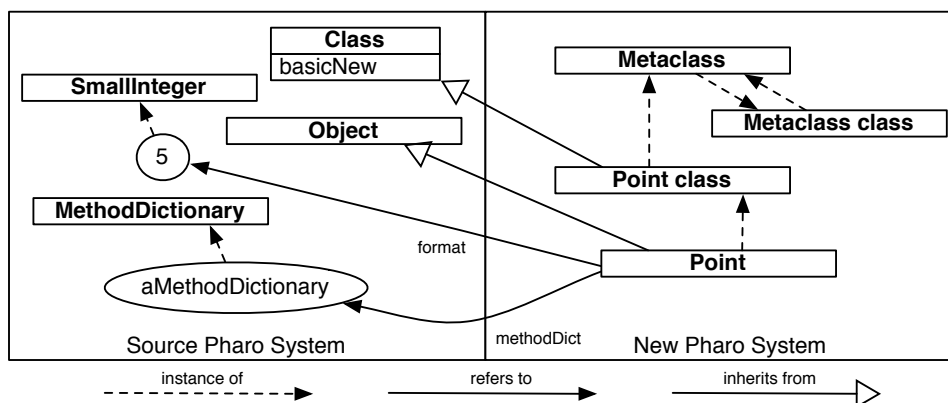 Class
basicNew
SmallInteger
Object
5
MethodDictionary
aMethodDictionary
format
Source Pharo System
Metaclass
Metaclass class
Point class
Point
methodDict
New Pharo System
instance of
refers to
inherits from